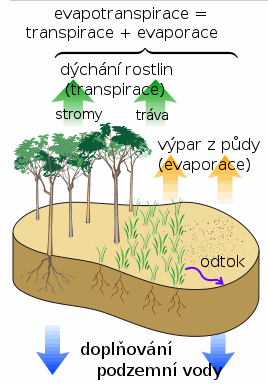 evapotranspirace =
transpirace + evaporace
dýchání rostlin
(transpirace)
stromy
tráva
výpar z půdy
(evaporace)
odtok
doplňování
podzemní vody